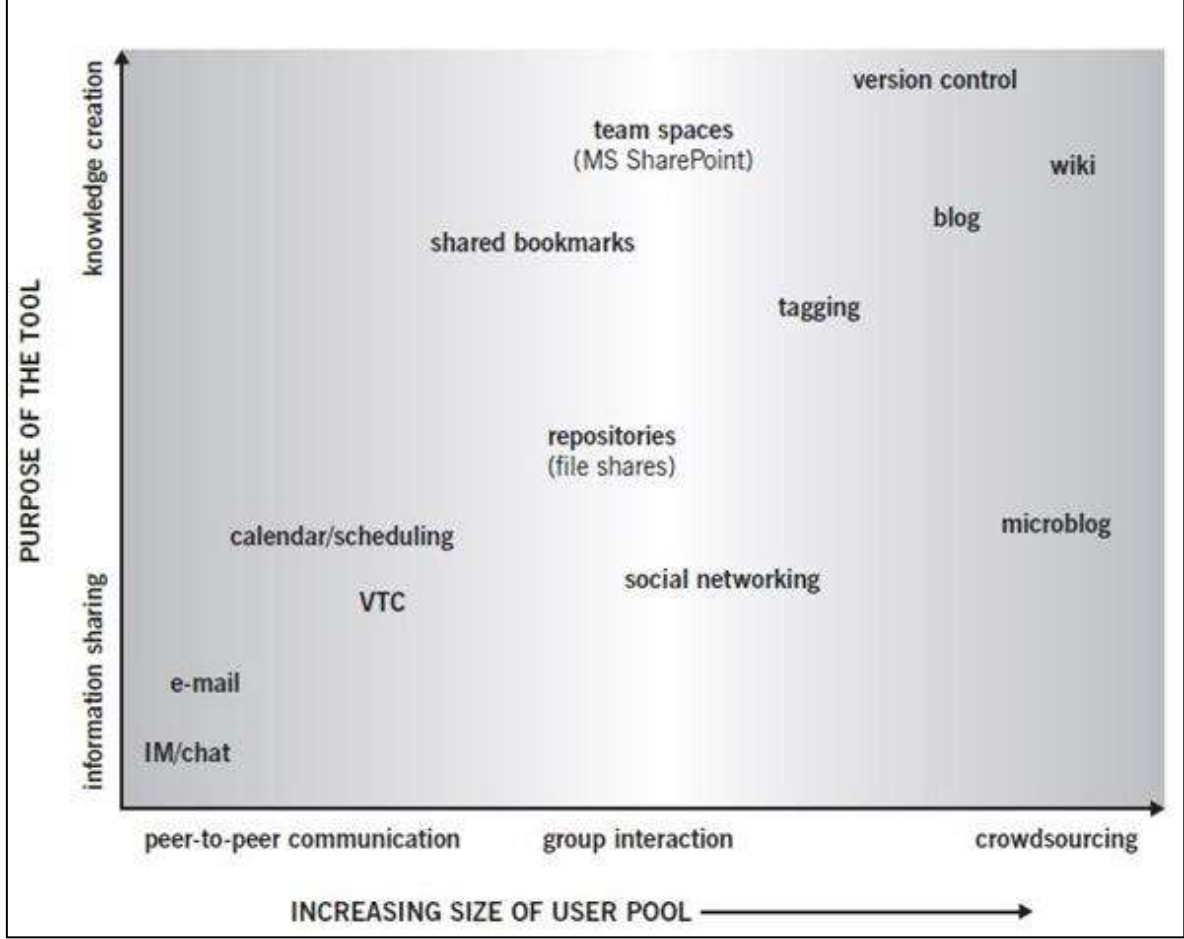 version control
team spaces
(MS SharePoint)
wiki
blog
shared bookmarks
tagging
repositories
(file shares)
microblog
calendar/scheduling
social networking
VTC
e-mail
IM/chat
PURPOSE OF THE TOOL
knowledge creation
information sharing
peer-to-peer communication
group interaction
crowdsourcing
INCREASING SIZE OF USER POOL